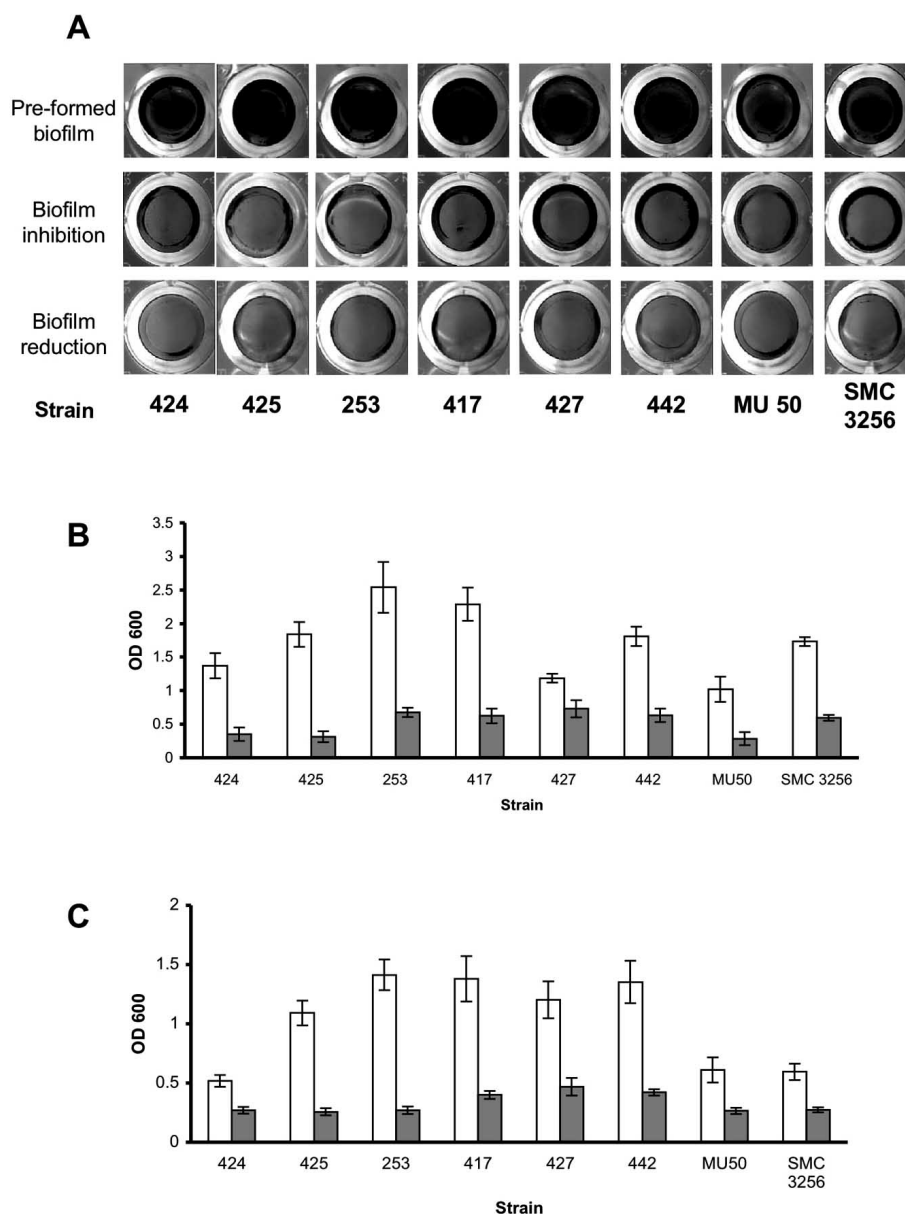 A
Pre-formed
biofilm
Biofilm
inhibition
Biofilm
reduction
Strain
424
425
253
417
427
442
MU 50
SMC
3256
B
3.5
3
2.5
2
1.5
1
0.5
0
OD 600
424
425
253
417
427
442
MU50
SMC 3256
Strain
C
2
1.5
1
0.5
0
OD 600
424
425
253
417
427
442
MU50
SMC
3256
Strain